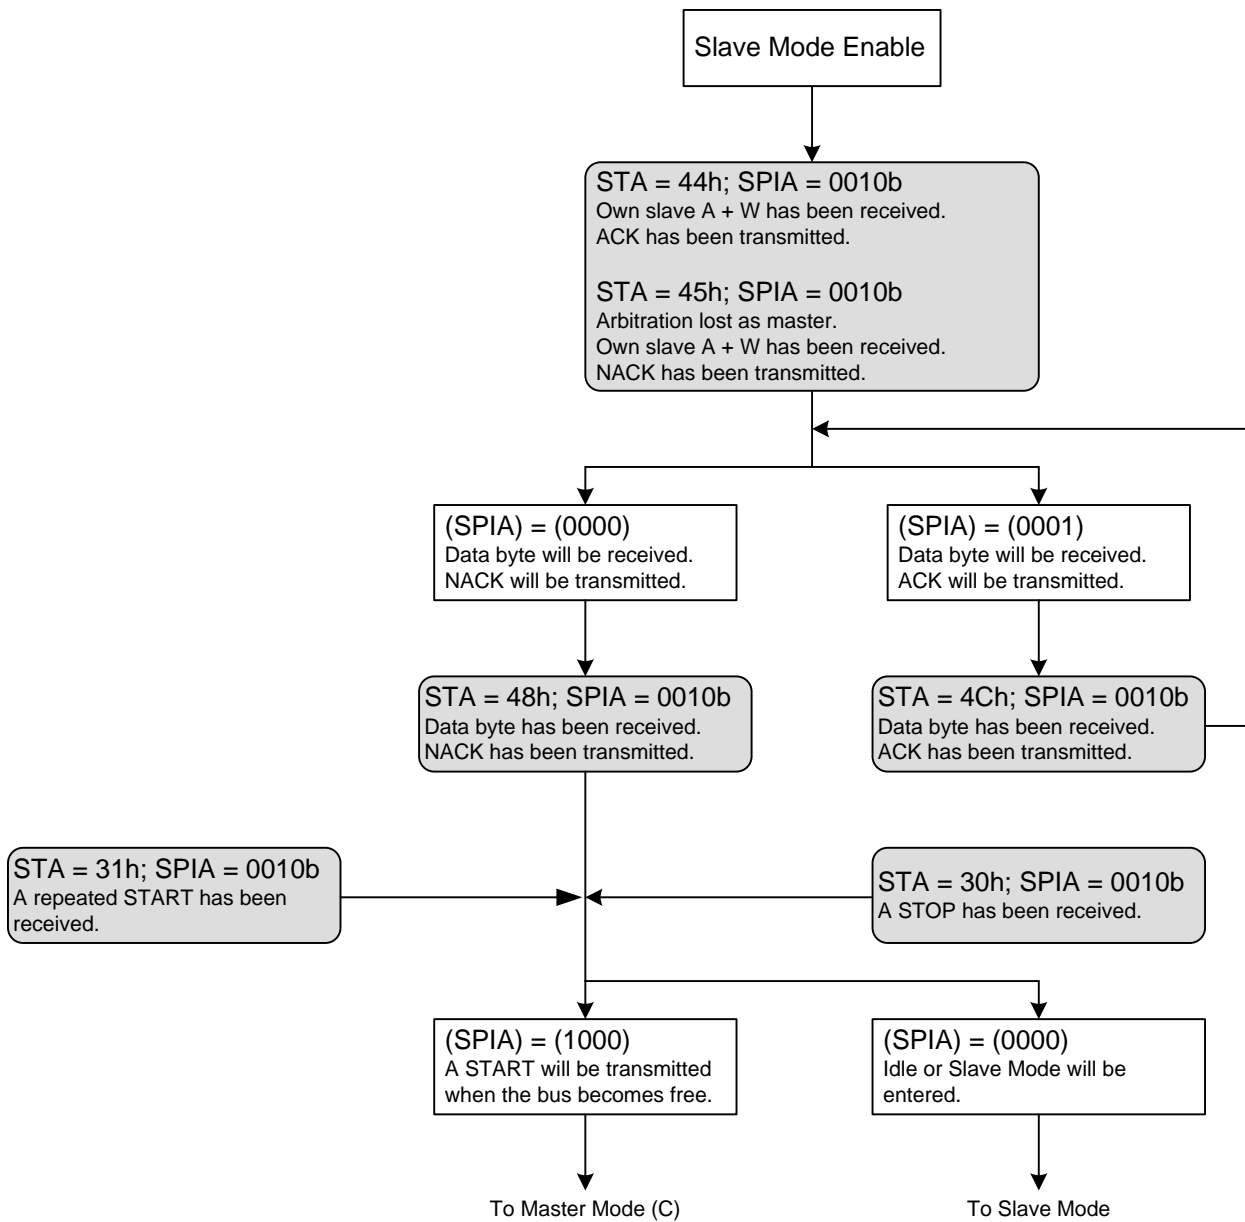 Slave Mode Enable
STA = 44h; SPIA = 0010b
Own slave A + W has been received.
ACK has been transmitted.
STA = 45h; SPIA = 0010b
Arbitration lost as master.
Own slave A + W has been received.
NACK has been transmitted.
(SPIA) = (0000)
Data byte will be received.
NACK will be transmitted.
(SPIA) = (0001)
Data byte will be received.
ACK will be transmitted.
STA = 48h; SPIA = 0010b
Data byte has been received.
NACK has been transmitted.
STA = 4Ch; SPIA = 0010b
Data byte has been received.
ACK has been transmitted.
STA = 31h; SPIA = 0010b
A repeated START has been
received.
STA = 30h; SPIA = 0010b
A STOP has been received.
(SPIA) = (1000)
A START will be transmitted
when the bus becomes free.
(SPIA) = (0000)
Idle or Slave Mode will be
entered.
To Master Mode (C)
To Slave Mode